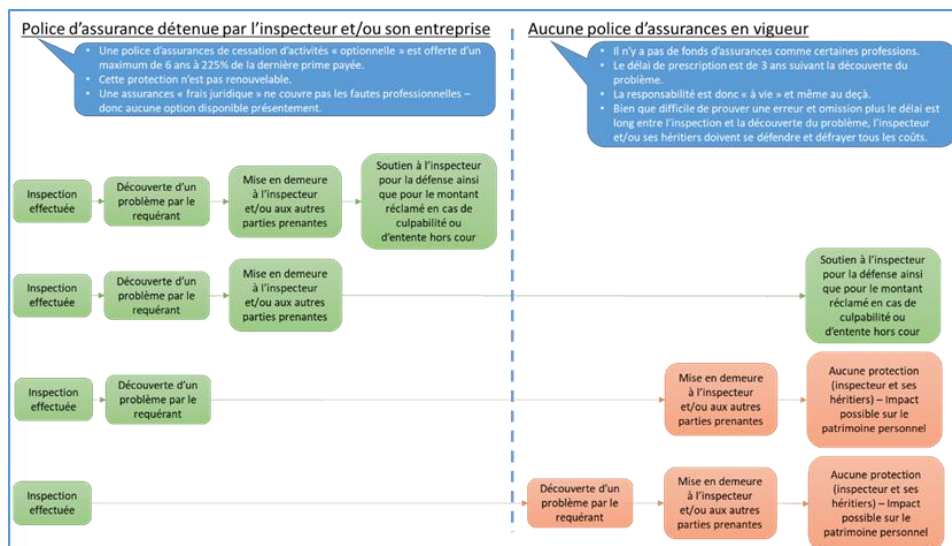 Police d'assurance détenue par l'inspecteur et/ou son entreprise
• Une police d'assurances de cessation d'activités « optionnelle » est offerte d'un
maximum de 6 ans à 225% de la dernière prime payée.
• Cette protection n'est pas renouvelable.
• Une assurances « frais juridique » ne couvre pas les fautes professionnelles –
donc aucune option disponible présentement.
Aucune police d'assurances en vigueur
• Il n'y a pas de fonds d'assurances comme certaines professions.
• Le délai de prescription est de 3 ans suivant la découverte du
problème.
• La responsabilité est donc « à vie » et même au deçà.
• Bien que difficile de prouver une erreur et omission plus le délai est
long entre l'inspection et la découverte du problème, l'inspecteur
et/ou ses héritiers doivent se défendre et défrayer tous les coûts.
Inspection
effectuée
Découverte d'un
problème par le
requérant
Mise en demeure
à l'inspecteur
et/ou aux autres
parties prenantes
Soutien à l'inspecteur
pour la défense ainsi
que pour le montant
réclamé en cas de
culpabilité ou
d'entente hors cour
Inspection
effectuée
Découverte d'un
problème par le
requérant
Mise en demeure
à l'inspecteur
et/ou aux autres
parties prenantes
Soutien à l'inspecteur
pour la défense ainsi
que pour le montant
réclamé en cas de
culpabilité ou
d'entente hors cour
Inspection
effectuée
Découverte d'un
problème par le
requérant
Mise en demeure
à l'inspecteur
et/ou aux autres
parties prenantes
Aucune protection
(inspecteur et ses
héritiers) – Impact
possible sur le
patrimoine personnel
Inspection
effectuée
Découverte d'un
problème par le
requérant
Mise en demeure
à l'inspecteur
et/ou aux autres
parties prenantes
Aucune protection
(inspecteur et ses
héritiers) – Impact
possible sur le
patrimoine personnel